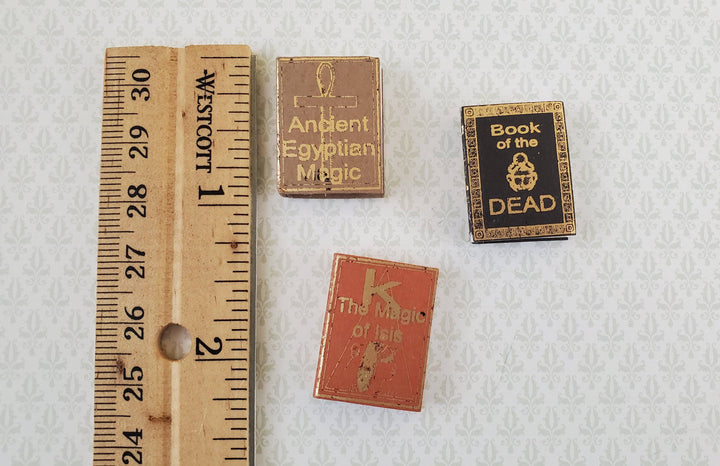 WESTCOTT
1
2
30
29
28
27
26
25
24
Ancient
Egyptian
Magic
Book
of the
DEAD
K
The Magic
of Isis